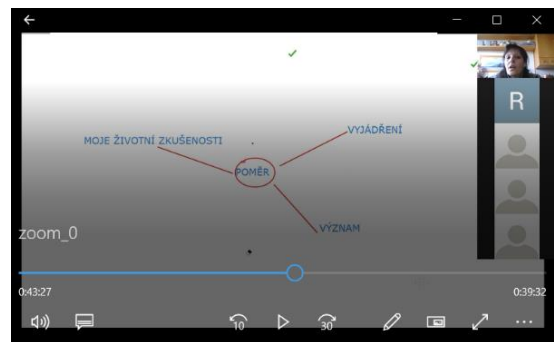 R
MOJE ŽIVOTNÍ ZKUŠENOSTI
VYJÁDŘENÍ
POMĚR
VÝZNAM
zoom_0
0:43:27
0:39:32
10
30